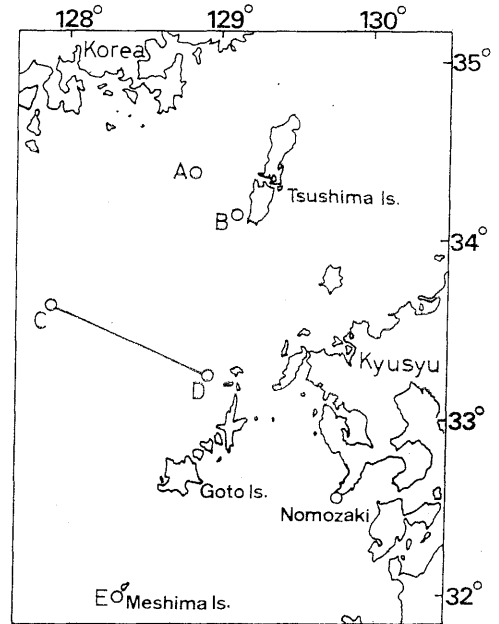 128° 129° 130°
Korea
35°
A
Tsushima Is.
B
34°
C
Kyusyu
D
33°
Goto Is.
Nomozaki
E Meshima Is.
32°